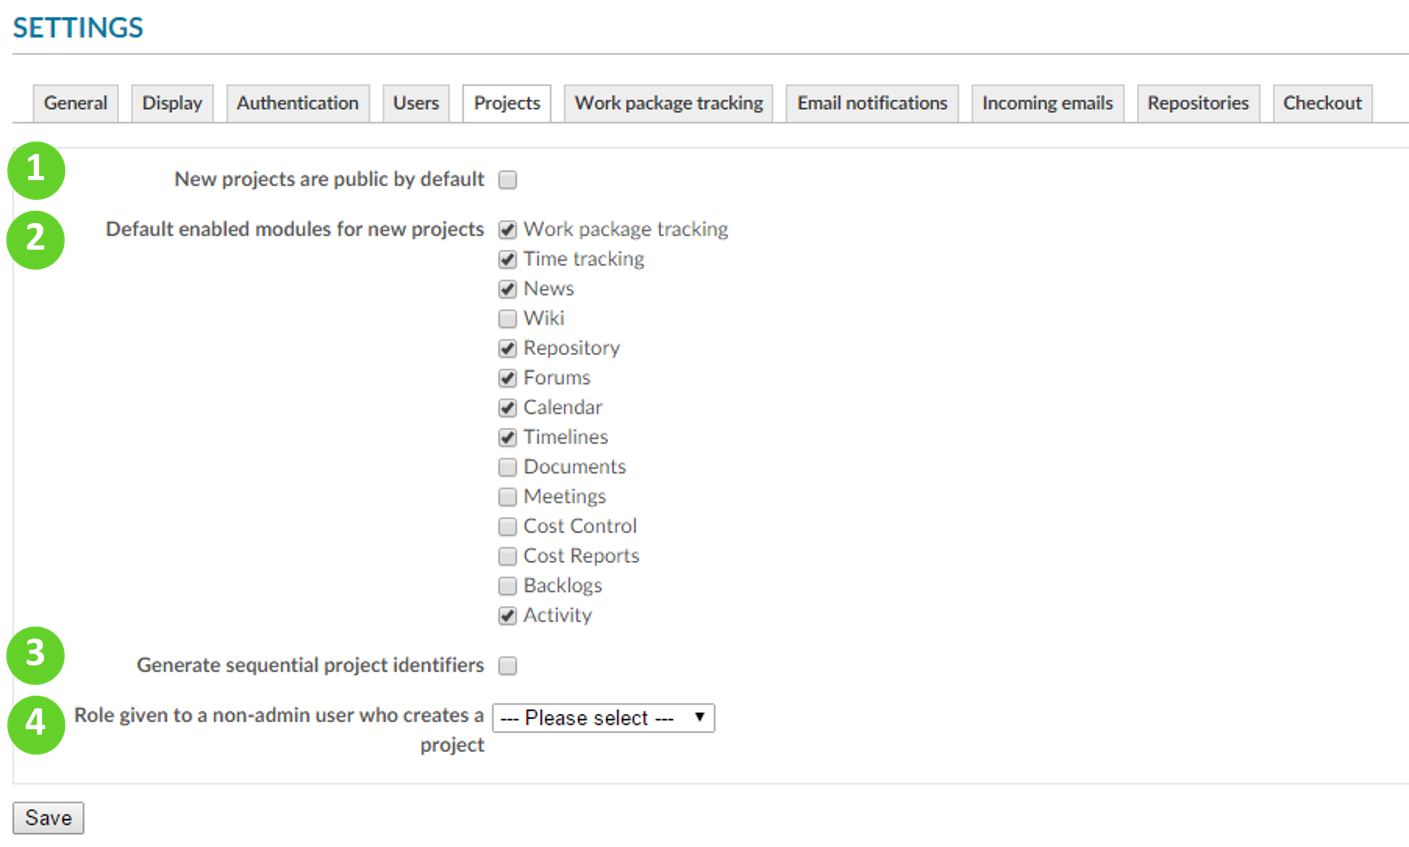 SETTINGS
General Display Authentication Users Projects Work package tracking Email notifications Incoming emails Repositories Checkout
1 New projects are public by default
2 Default enabled modules for new projects Work package tracking
Time tracking
News
Wiki
Repository
Forums
Calendar
Timelines
Documents
Meetings
Cost Control
Cost Reports
Backlogs
Activity
3 Generate sequential project identifiers
4 Role given to a non-admin user who creates a --- Please select ---
project
Save